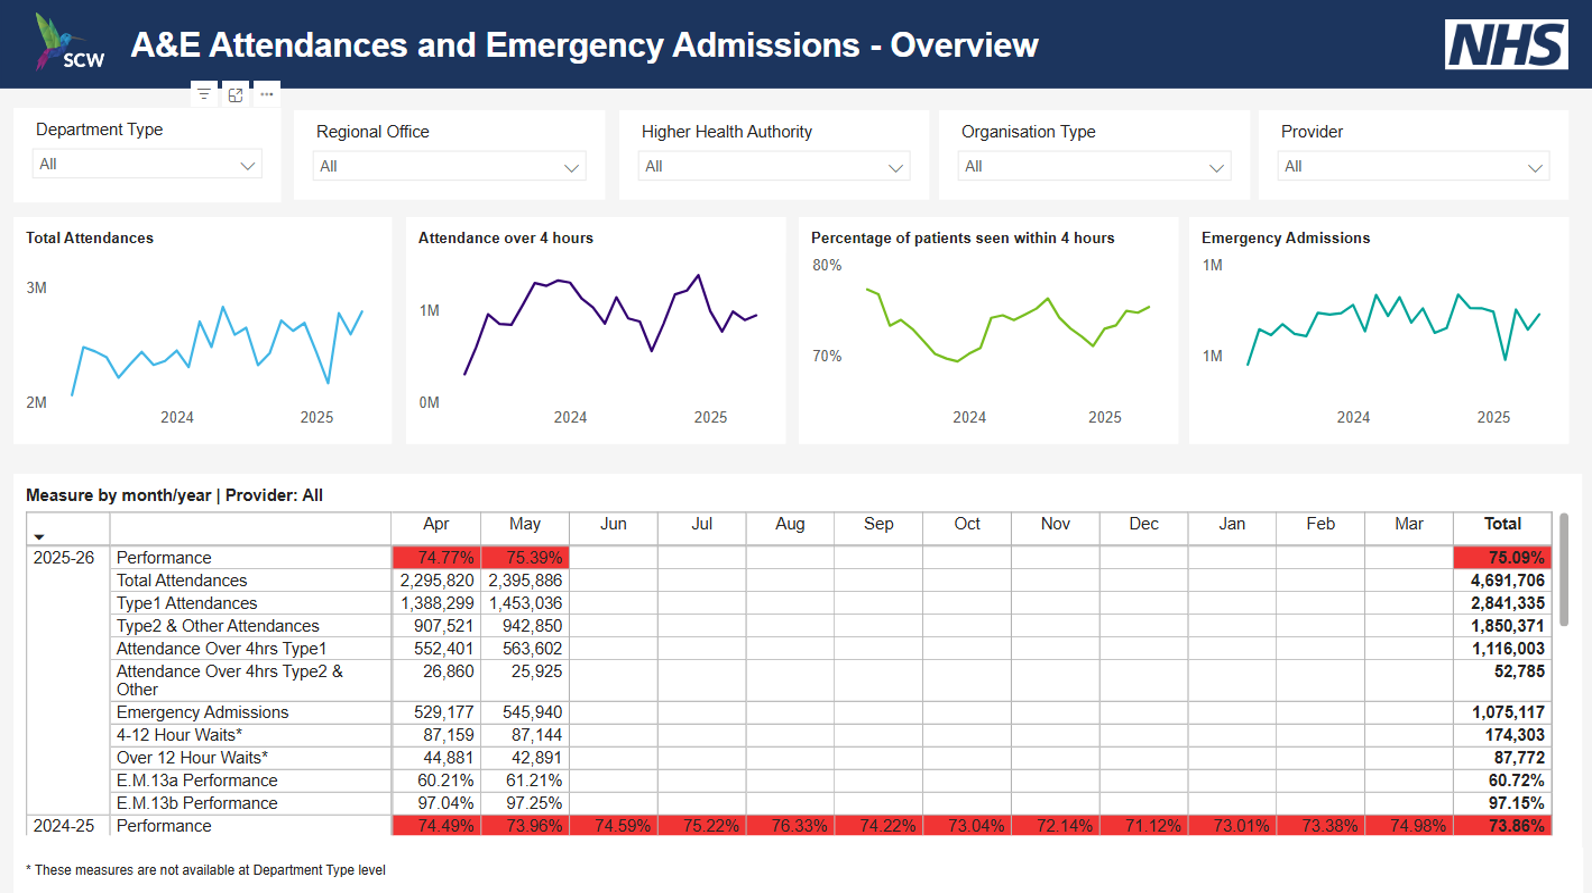 SCW
A&E Attendances and Emergency Admissions - Overview
NHS
Department Type
All
Regional Office
All
Higher Health Authority
All
Organisation Type
All
Provider
All
Total Attendances
3M
2M
2024 2025
Attendance over 4 hours
1M
0M
2024 2025
Percentage of patients seen within 4 hours
80%
70%
2024 2025
Emergency Admissions
1M
1M
2024 2025
Measure by month/year | Provider: All
Apr May Jun Jul Aug Sep Oct Nov Dec Jan Feb Mar Total
2025-26 Performance 74.77% 75.39% 75.09%
Total Attendances 2,295,820 2,395,886 4,691,706
Type1 Attendances 1,388,299 1,453,036 2,841,335
Type2 & Other Attendances 907,521 942,850 1,850,371
Attendance Over 4hrs Type1 552,401 563,602 1,116,003
Attendance Over 4hrs Type2 & 26,860 25,925 52,785
Other
Emergency Admissions 529,177 545,940 1,075,117
4-12 Hour Waits* 87,159 87,144 174,303
Over 12 Hour Waits* 44,881 42,891 87,772
E.M.13a Performance 60.21% 61.21% 60.72%
E.M.13b Performance 97.04% 97.25% 97.15%
2024-25 Performance 74.49% 73.96% 74.59% 75.22% 76.33% 74.22% 73.04% 72.14% 71.12% 73.01% 73.38% 74.98% 73.86%
* These measures are not available at Department Type level